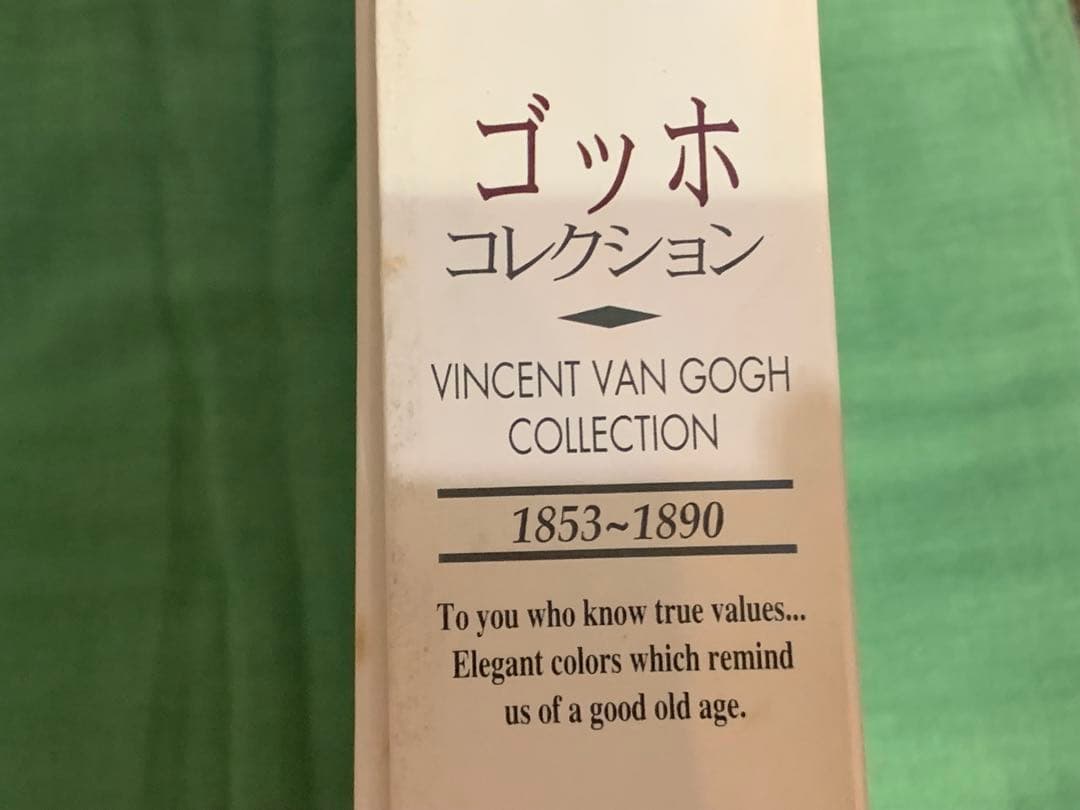 ゴッホ
コレクション
VINCENT VAN GOGH
COLLECTION
1853~1890
To you who know true values...
Elegant colors which remind
us of a good old age.